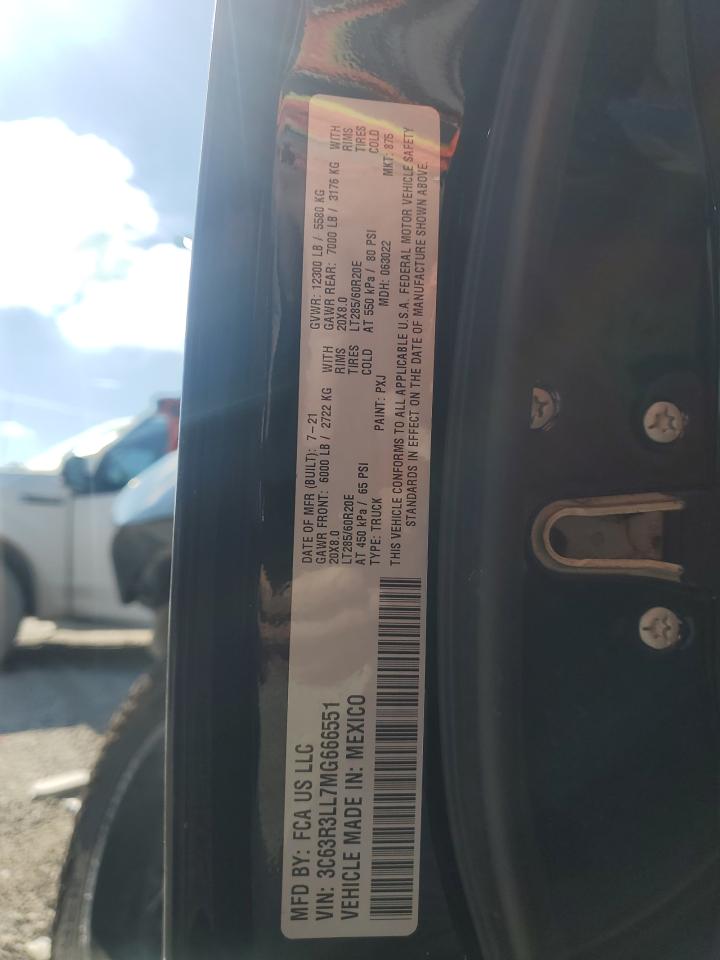 MFD BY: FCA US LLC
VIN: 3C63R3LL7MG666551
VEHICLE MADE IN: MEXICO
DATE OF MFR (BUILT): 7-21 GVWR: 12300 LB / 5580 KG
GAWR FRONT: 6000 LB / 2722 KG WITH GAWR REAR: 7000 LB / 3176 KG WITH
20X8.0 RIMS 20X8.0 RIMS
LT285/60R20E TIRES LT285/60R20E TIRES
AT 450 kPa / 65 PSI COLD AT 550 kPa / 80 PSI COLD
TYPE: TRUCK PAINT: PXJ MDH: 063022 MKT: 875
THIS VEHICLE CONFORMS TO ALL APPLICABLE U.S.A. FEDERAL MOTOR VEHICLE SAFETY
STANDARDS IN EFFECT ON THE DATE OF MANUFACTURE SHOWN ABOVE.